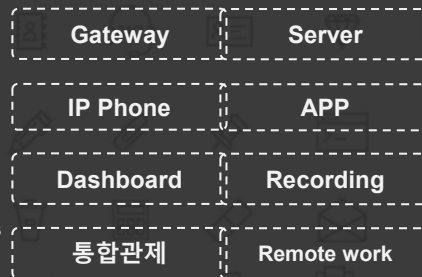 Gateway Server
IP Phone APP
Dashboard Recording
통합관제 Remote work